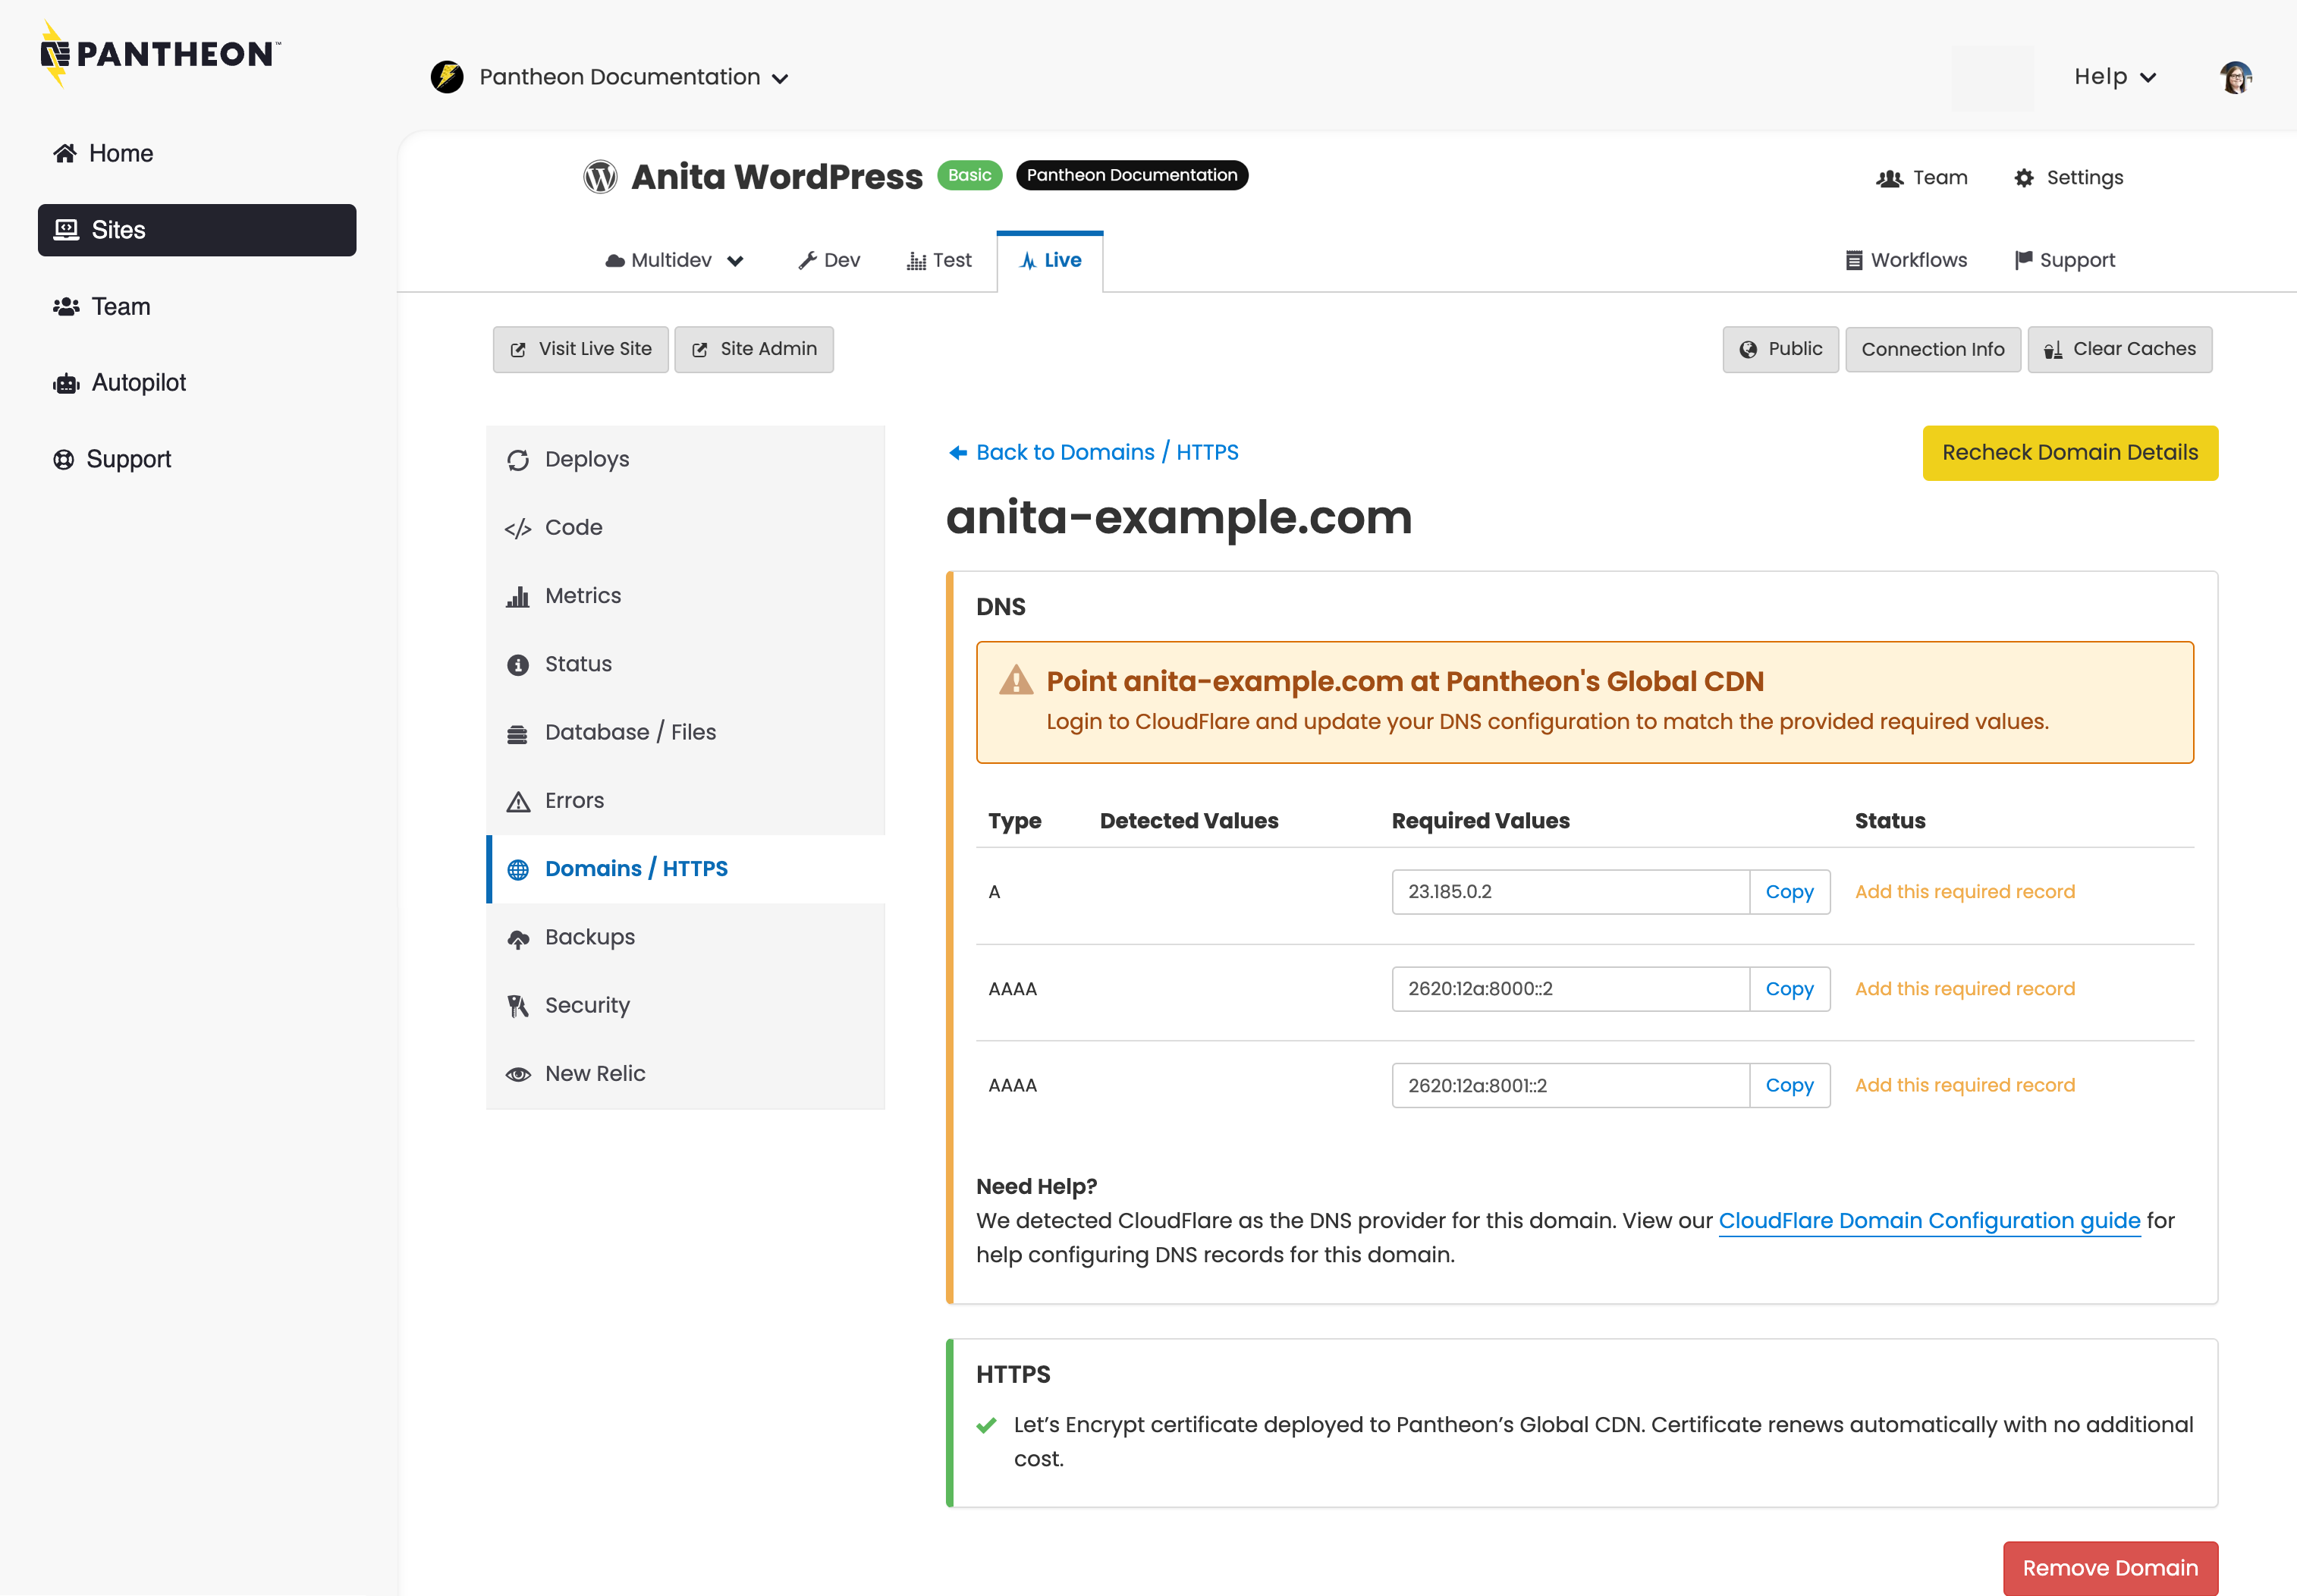 PANTHEON™
Pantheon Documentation
Help
Home
Sites
Team
Autopilot
Support
Anita WordPress Basic Pantheon Documentation
Team Settings
Multidev Dev Test Live
Workflows Support
Visit Live Site Site Admin
Public Connection Info Clear Caches
Deploys
Code
Metrics
Status
Database / Files
Errors
Domains / HTTPS
Backups
Security
New Relic
Back to Domains / HTTPS
Recheck Domain Details
anita-example.com
DNS
Point anita-example.com at Pantheon's Global CDN
Login to CloudFlare and update your DNS configuration to match the provided required values.
Type Detected Values Required Values Status
A 23.185.0.2 Copy Add this required record
AAAA 2620:12a:8000::2 Copy Add this required record
AAAA 2620:12a:8001::2 Copy Add this required record
Need Help?
We detected CloudFlare as the DNS provider for this domain. View our CloudFlare Domain Configuration guide for
help configuring DNS records for this domain.
HTTPS
Let’s Encrypt certificate deployed to Pantheon’s Global CDN. Certificate renews automatically with no additional
cost.
Remove Domain